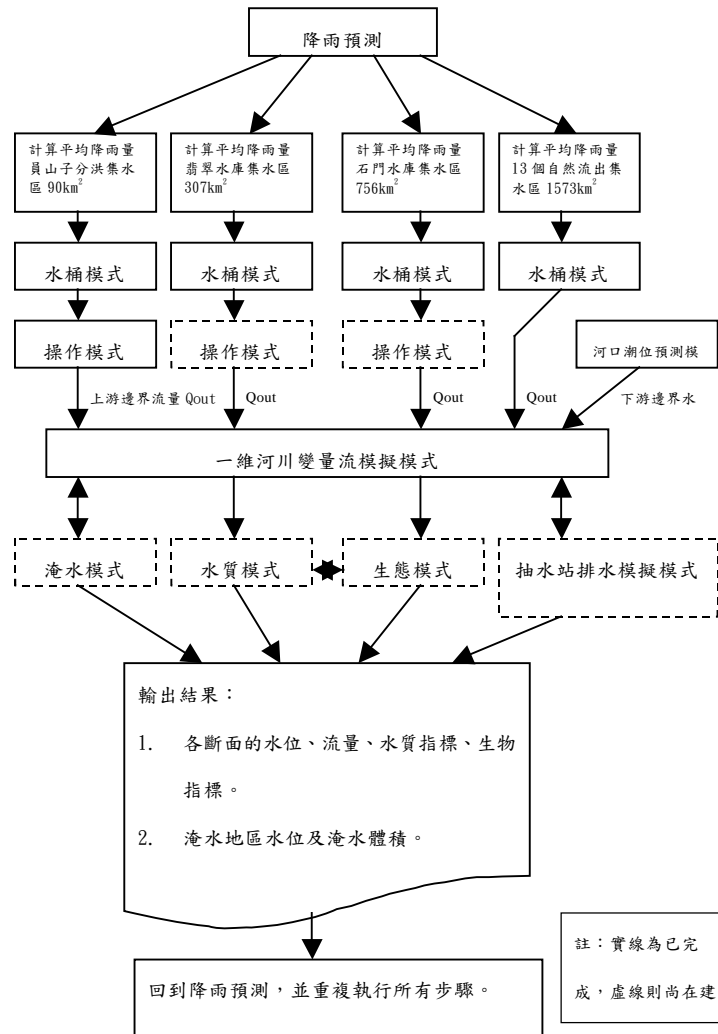 降雨預測
計算平均降雨量
員山子分洪集水
區 90km²
計算平均降雨量
翡翠水庫集水區
307km²
計算平均降雨量
石門水庫集水區
756km²
計算平均降雨量
13 個自然流出集
水區 1573km²
水桶模式
水桶模式
水桶模式
水桶模式
操作模式
操作模式
操作模式
河口潮位預測模
上游邊界流量 Qout
Qout
Qout
Qout
下游邊界水
一維河川變量流模擬模式
淹水模式
水質模式
生態模式
抽水站排水模擬模式
輸出結果：
1. 各斷面的水位、流量、水質指標、生物
指標。
2. 淹水地區水位及淹水體積。
註：實線為已完
成，虛線則尚在建
回到降雨預測，並重複執行所有步驟。